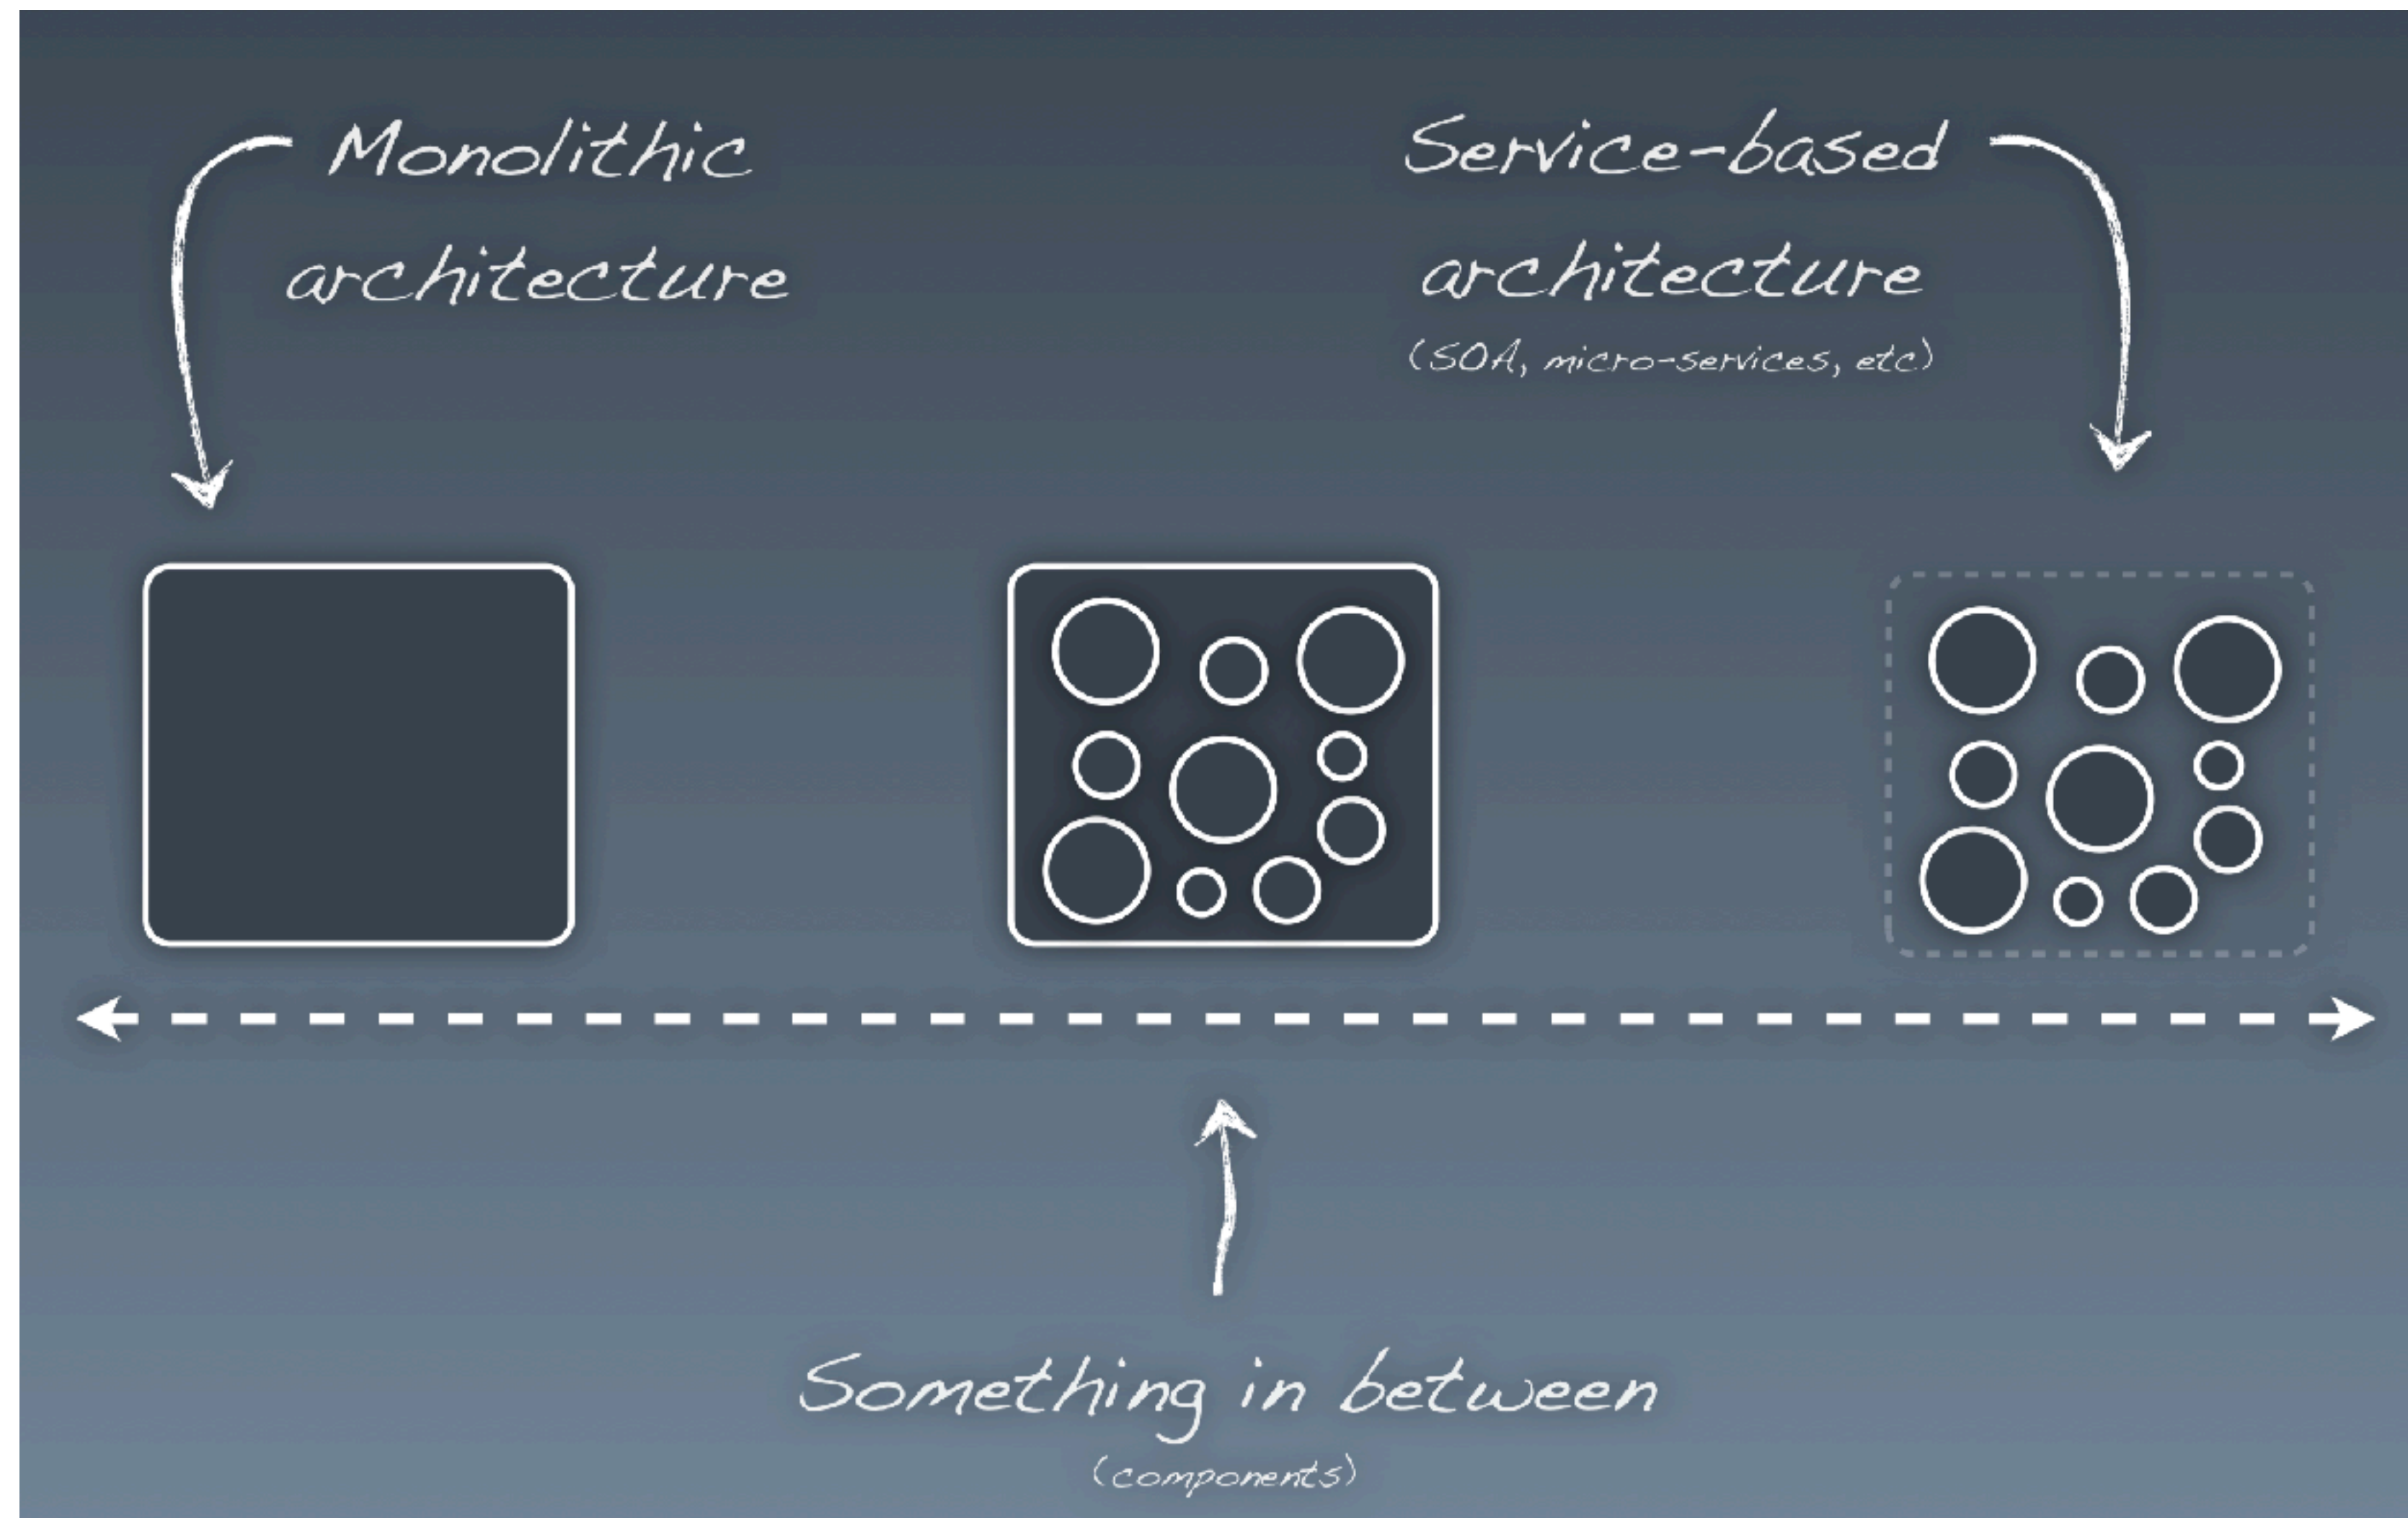 Monolithic
architecture
Service-based
architecture
(SOA, micro-services, etc)
Something in between
(components)